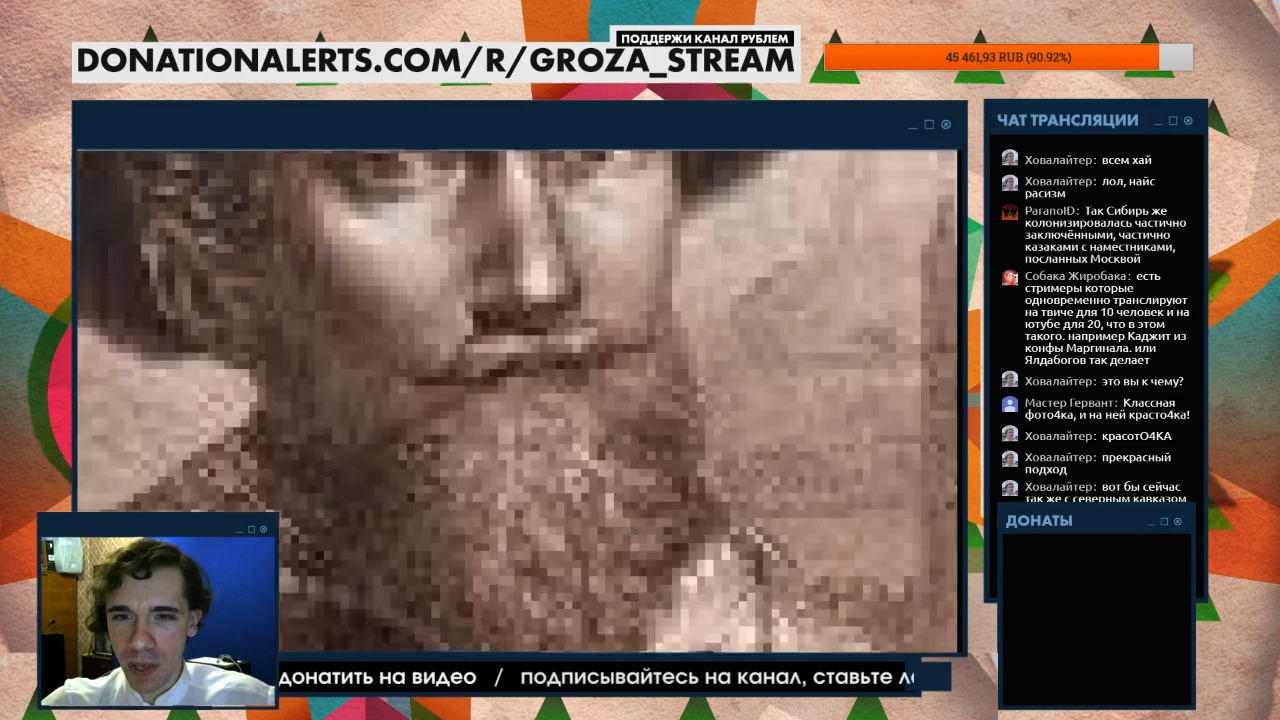 ПОДДЕРЖИ КАНАЛ РУБЛЕМ
DONATIONALERTS.COM/R/GROZA_STREAM
45 461,93 RUB (90.92%)
ЧАТ ТРАНСЛЯЦИИ
Ховалайтер: всем хай
Ховалайтер: лол, найс
расизм
ParanoID: Так Сибирь же
колонизировалась частично
заключёнными, частично
казаками с наместниками,
посланных Москвой
Собака Жиробака: есть
стримеры которые
одновременно транслируют
на твиче для 10 человек и на
ютубе для 20, что в этом
такого. например Каджит из
конфы Маргинала. или
Ялдабогов так делает
Ховалайтер: это вы к чему?
Мастер Гервант: Классная
фото4ка, и на ней красто4ка!
Ховалайтер: красотО4КА
Ховалайтер: прекрасный
подход
Ховалайтер: вот бы сейчас
так же с северным кавказом
ДОНАТЫ
донатить на видео / подписывайтесь на канал, ставьте